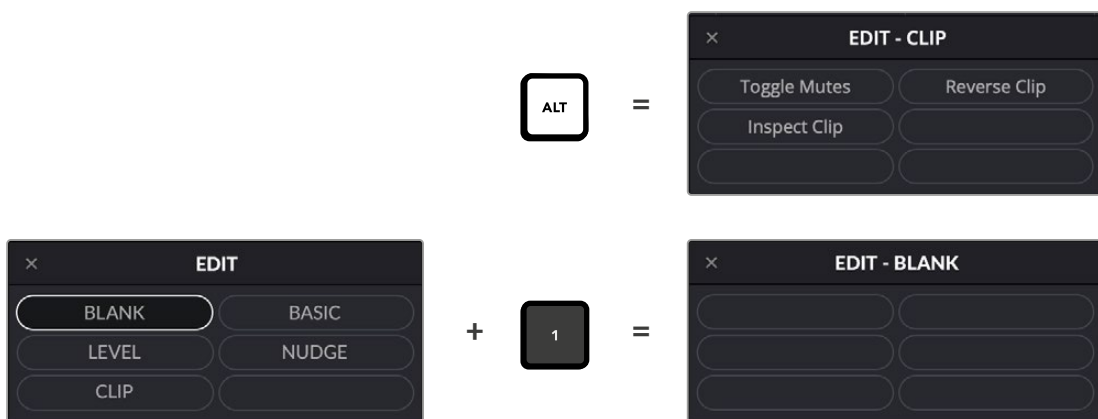 × EDIT - CLIP
ALT = Toggle Mutes Reverse Clip
Inspect Clip
× EDIT
BLANK BASIC
LEVEL NUDGE
CLIP
+ 1 =
× EDIT - BLANK